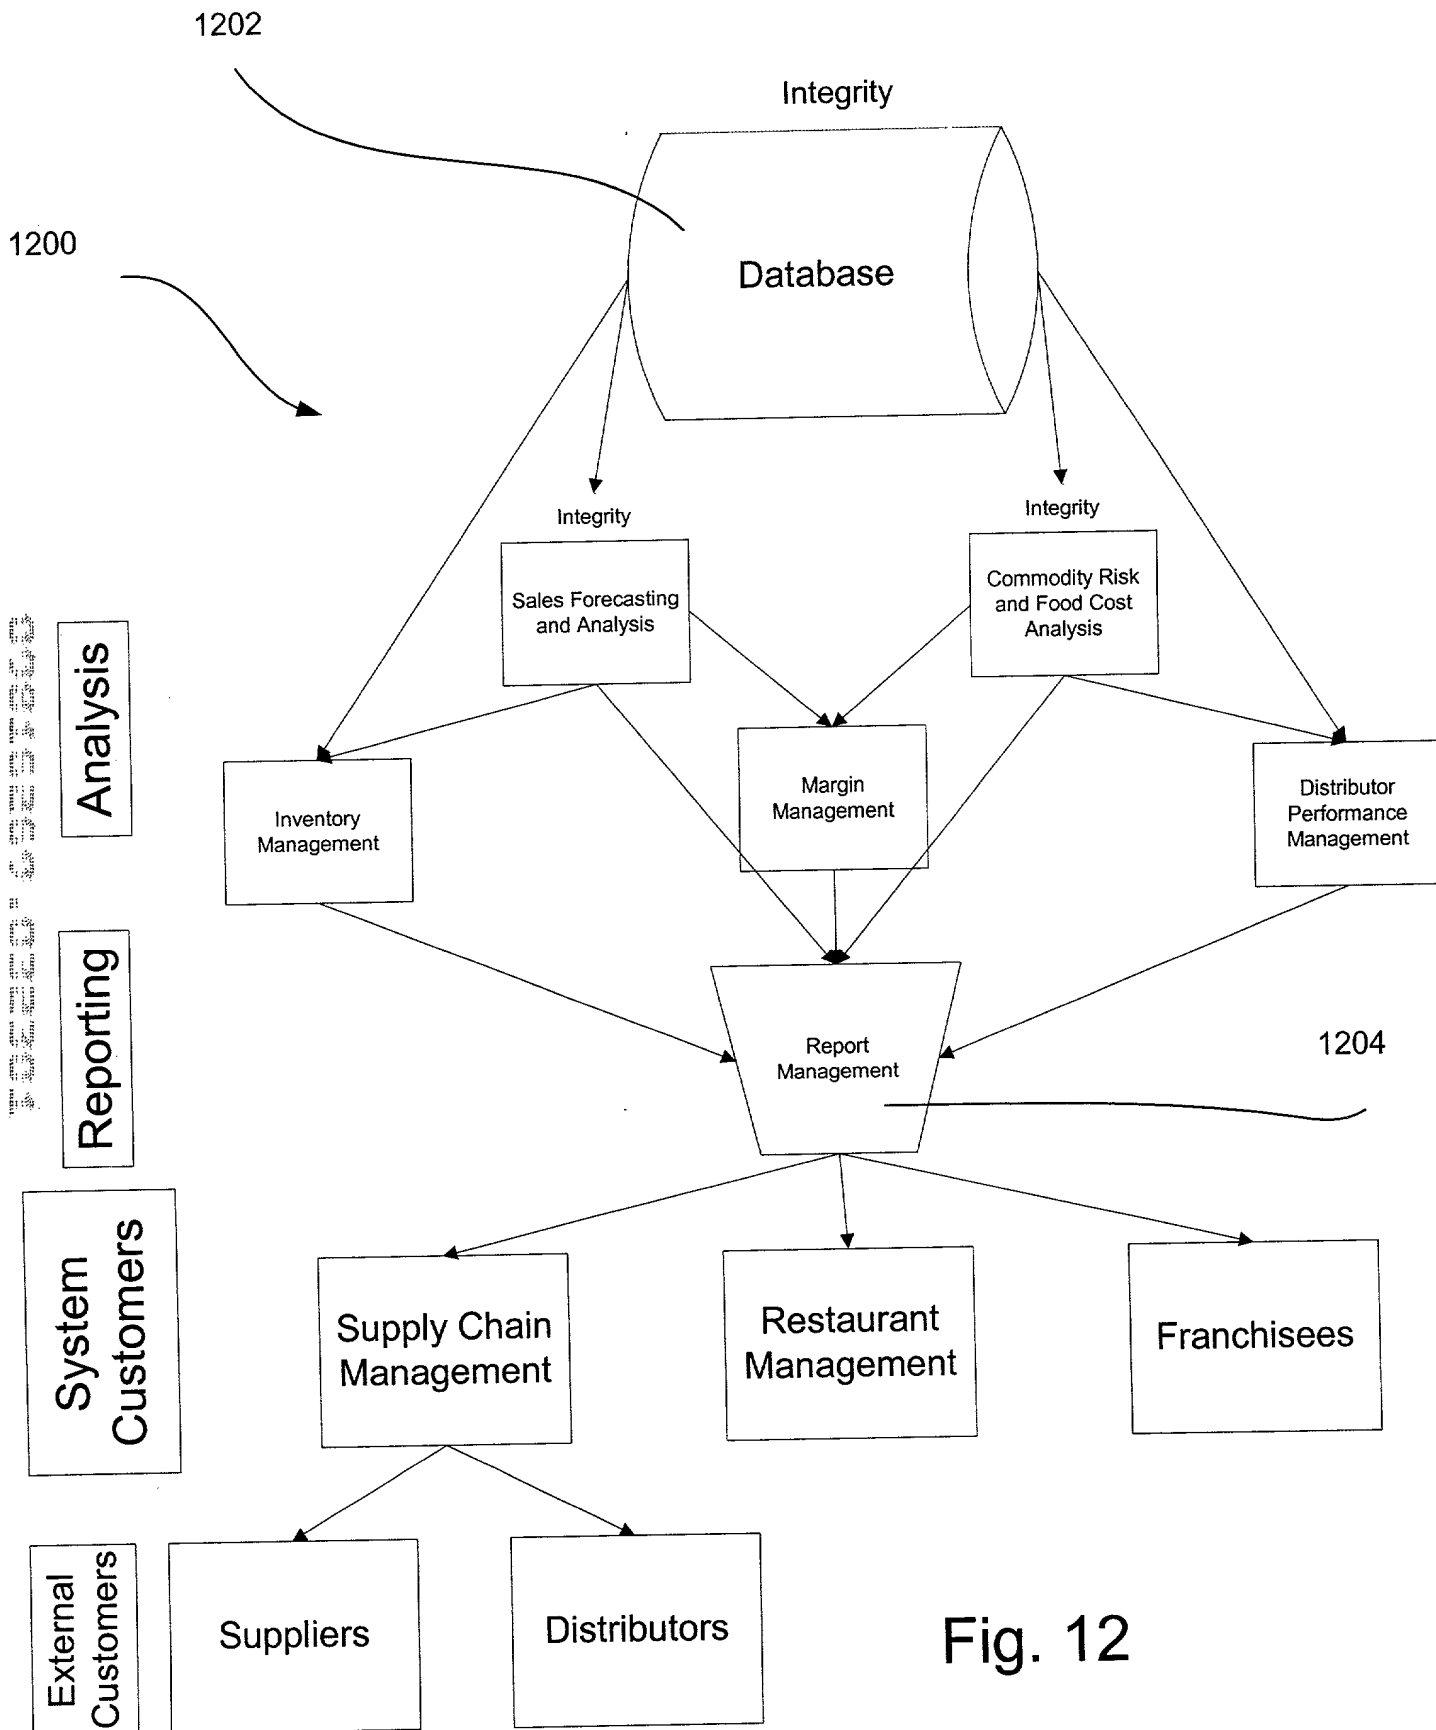 1202
Integrity
1200
Database
Integrity
Integrity
Sales Forecasting
and Analysis
Commodity Risk
and Food Cost
Analysis
Analysis
Inventory
Management
Margin
Management
Distributor
Performance
Management
Reporting
Report
Management
1204
System
Customers
Supply Chain
Management
Restaurant
Management
Franchisees
External
Customers
Suppliers
Distributors
Fig. 12